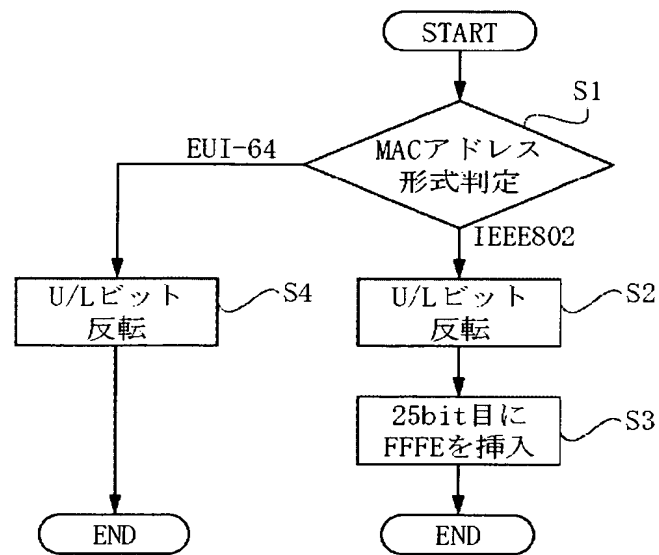 START
S1
EUI-64
MACアドレス
形式判定
IEEE802
U/Lビット
反転
S4
U/Lビット
反転
S2
25bit目に
FFFEを挿入
S3
END
END